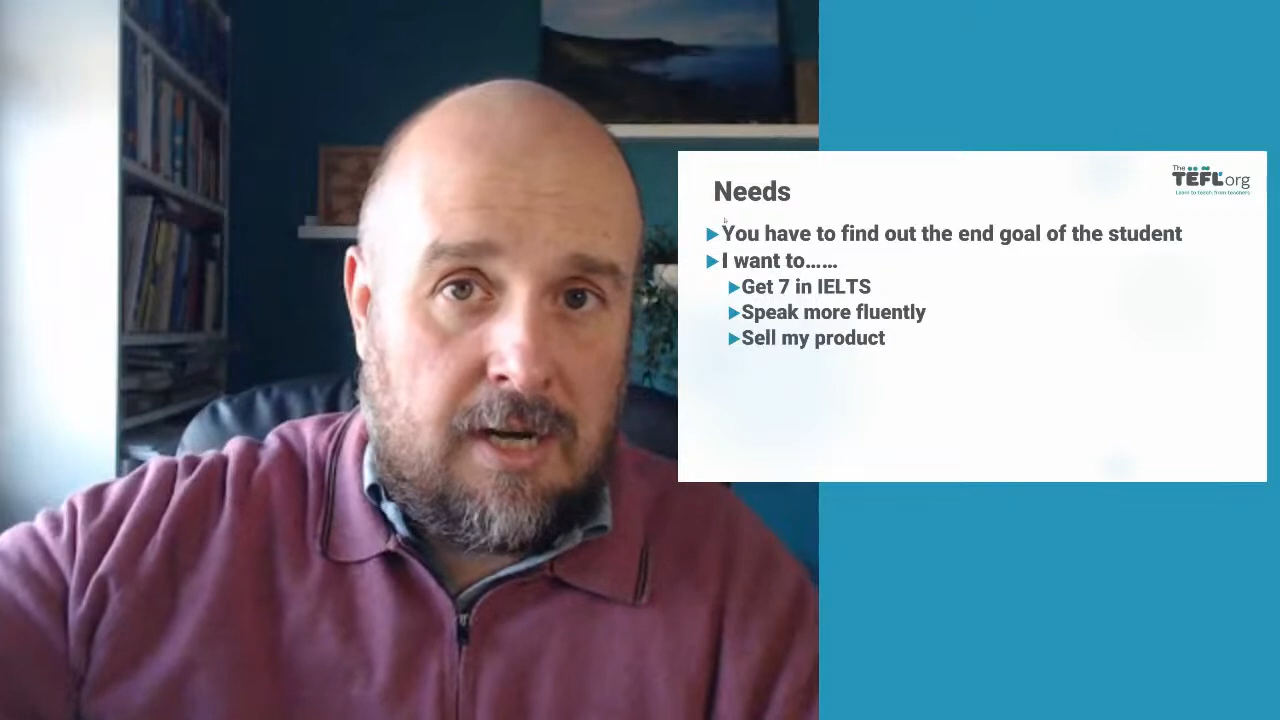 The
TEFL org
Learn to teach from teachers
Needs
You have to find out the end goal of the student
I want to……
Get 7 in IELTS
Speak more fluently
Sell my product